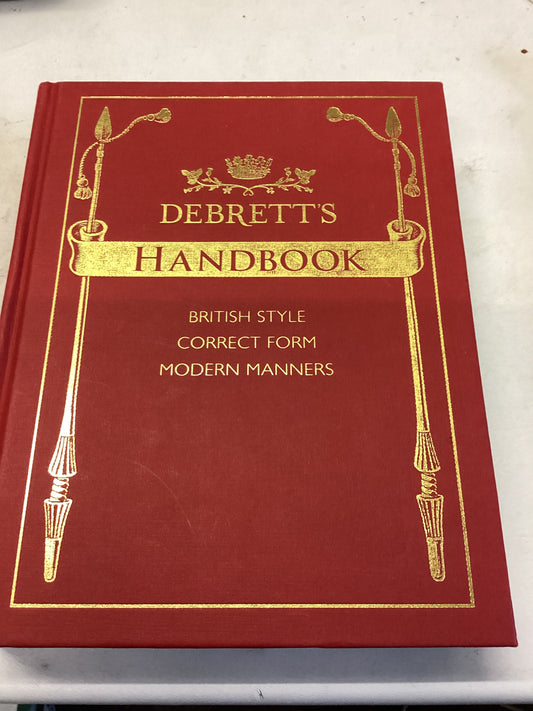 DEBRETT'S
HANDBOOK
BRITISH STYLE
CORRECT FORM
MODERN MANNERS